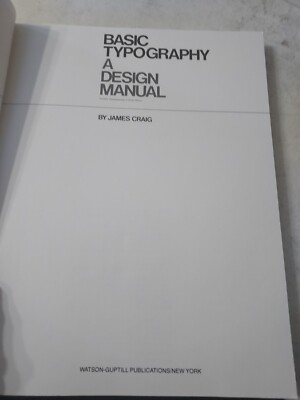 BASIC
TYPOGRAPHY
A
DESIGN
MANUAL
BY JAMES CRAIG
WATSON-GUPTILL PUBLICATIONS/NEW YORK